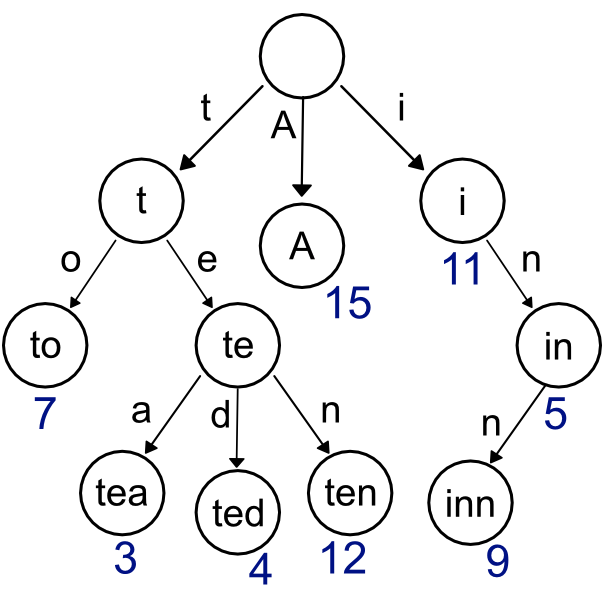 t A i
t A i
15 11
o e n
to te in
7 5
a d n n
tea ted ten inn
3 4 12 9